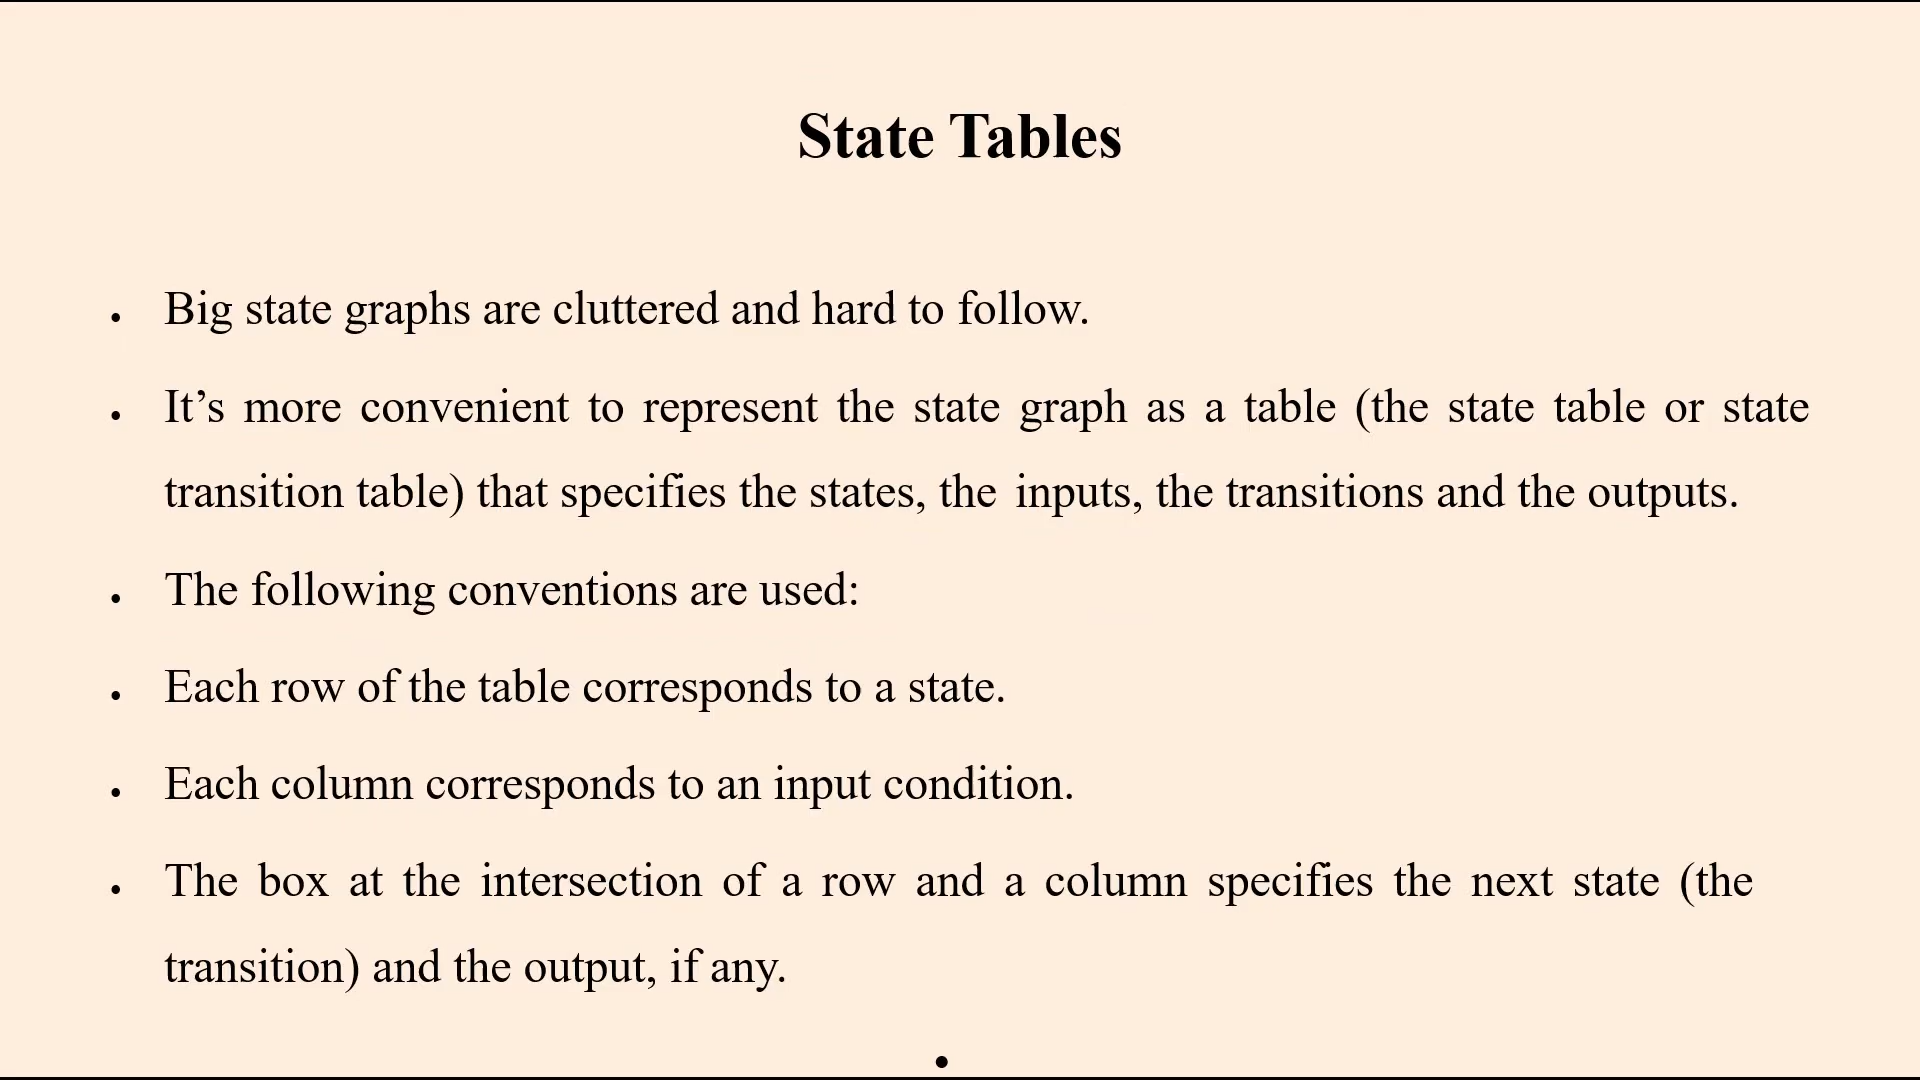 State Tables
• Big state graphs are cluttered and hard to follow.
• It’s more convenient to represent the state graph as a table (the state table or state
transition table) that specifies the states, the inputs, the transitions and the outputs.
• The following conventions are used:
• Each row of the table corresponds to a state.
• Each column corresponds to an input condition.
• The box at the intersection of a row and a column specifies the next state (the
transition) and the output, if any.
•